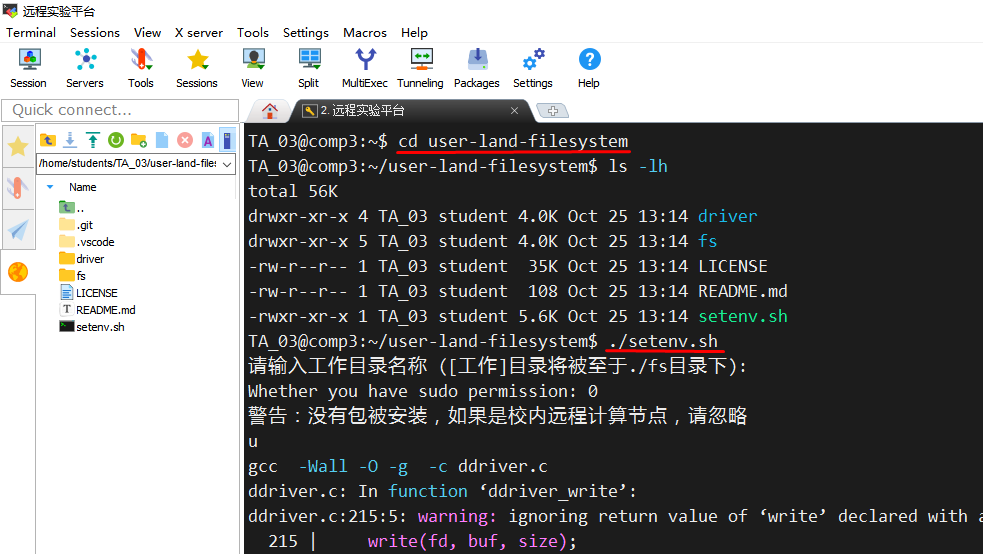 远程实验平台
Terminal Sessions View X server Tools Settings Macros Help
Session Servers Tools Sessions View Split MultiExec Tunneling Packages Settings Help
Quick connect...
2. 远程实验平台
/home/students/TA_03/user-land-files
Name
..
.git
.vscode
driver
fs
LICENSE
README.md
setenv.sh
TA_03@comp3:~$ cd user-land-filesystem
TA_03@comp3:~/user-land-filesystem$ ls -lh
total 56K
drwxr-xr-x 4 TA_03 student 4.0K Oct 25 13:14 driver
drwxr-xr-x 5 TA_03 student 4.0K Oct 25 13:14 fs
-rw-r--r-- 1 TA_03 student  35K Oct 25 13:14 LICENSE
-rw-r--r-- 1 TA_03 student  108 Oct 25 13:14 README.md
-rwxr-xr-x 1 TA_03 student 5.6K Oct 25 13:14 setenv.sh
TA_03@comp3:~/user-land-filesystem$ ./setenv.sh
请输入工作目录名称 ([工作]目录将被至于./fs目录下):
Whether you have sudo permission: 0
警告：没有包被安装，如果是校内远程计算节点，请忽略
u
gcc  -Wall -O -g  -c ddriver.c
ddriver.c: In function ‘ddriver_write’:
ddriver.c:215:5: warning: ignoring return value of ‘write’ declared with a
215 |     write(fd, buf, size);